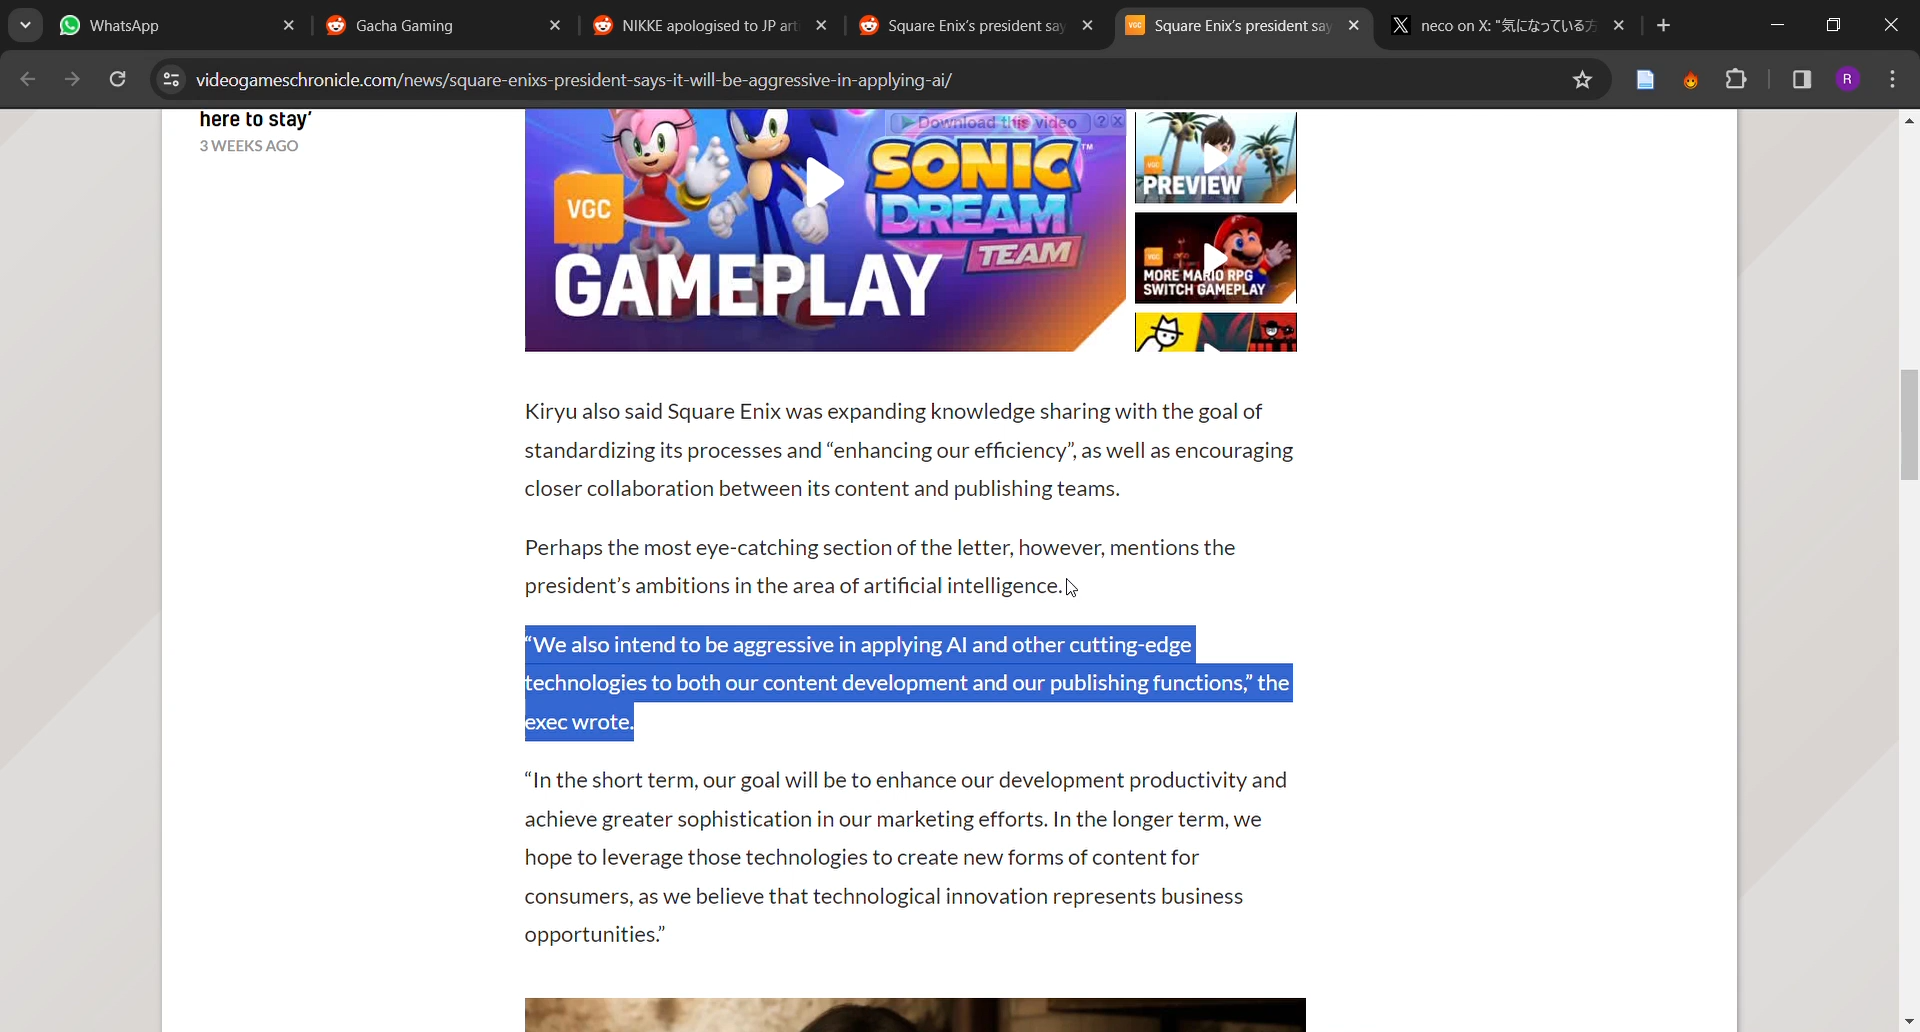 WhatsApp
Gacha Gaming
NIKKE apologised to JP art
Square Enix's president say
Square Enix's president say
neco on X: "気になっている方
videogameschronicle.com/news/square-enixs-president-says-it-will-be-aggressive-in-applying-ai/
R
here to stay'
3 WEEKS AGO
Download this video
VGC
SONIC
DREAM
TEAM
™
GAMEPLAY
VGC
PREVIEW
VGC
MORE MARIO RPG
SWITCH GAMEPLAY
Kiryu also said Square Enix was expanding knowledge sharing with the goal of
standardizing its processes and “enhancing our efficiency”, as well as encouraging
closer collaboration between its content and publishing teams.
Perhaps the most eye-catching section of the letter, however, mentions the
president’s ambitions in the area of artificial intelligence.
“We also intend to be aggressive in applying AI and other cutting-edge
technologies to both our content development and our publishing functions,” the
exec wrote.
“In the short term, our goal will be to enhance our development productivity and
achieve greater sophistication in our marketing efforts. In the longer term, we
hope to leverage those technologies to create new forms of content for
consumers, as we believe that technological innovation represents business
opportunities.”